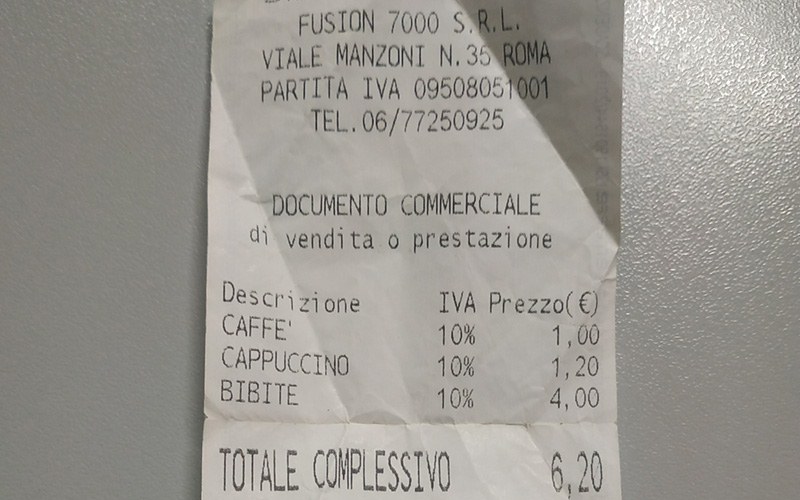 FUSION 7000 S.R.L.
VIALE MANZONI N.35 ROMA
PARTITA IVA 09508051001
TEL.06/77250925
DOCUMENTO COMMERCIALE
di vendita o prestazione
Descrizione IVA Prezzo(€)
CAFFE' 10% 1,00
CAPPUCCINO 10% 1,20
BIBITE 10% 4,00
TOTALE COMPLESSIVO 6,20